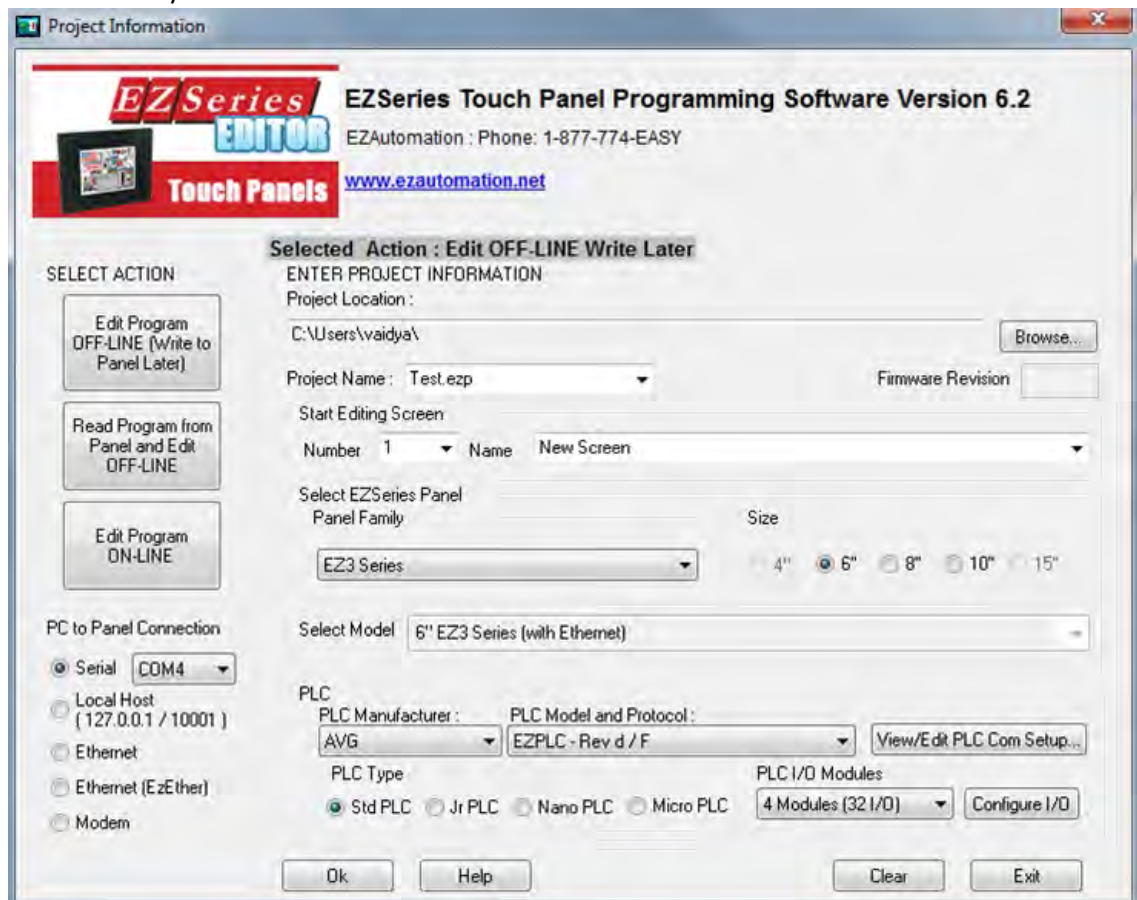 Project Information
EZSeries
EDITOR
Touch Panels
EZSeries Touch Panel Programming Software Version 6.2
EZAutomation : Phone: 1-877-774-EASY
www.ezautomation.net
Selected Action : Edit OFF-LINE Write Later
SELECT ACTION
Edit Program
OFF-LINE (Write to
Panel Later)
Read Program from
Panel and Edit
OFF-LINE
Edit Program
ON-LINE
PC to Panel Connection
Serial COM4
Local Host
( 127.0.0.1 / 10001 )
Ethernet
Ethernet (EzEther)
Modem
ENTER PROJECT INFORMATION
Project Location :
C:\Users\vaidya\ Browse...
Project Name : Test.ezp Firmware Revision
Start Editing Screen
Number 1 Name New Screen
Select EZSeries Panel
Panel Family Size
EZ3 Series 4" 6" 8" 10" 15"
Select Model 6" EZ3 Series (with Ethernet)
PLC
PLC Manufacturer : PLC Model and Protocol :
AVG EZPLC - Rev d / F View/Edit PLC Com Setup...
PLC Type PLC I/O Modules
Std PLC Jr PLC Nano PLC Micro PLC 4 Modules (32 I/O) Configure I/O
Ok Help Clear Exit